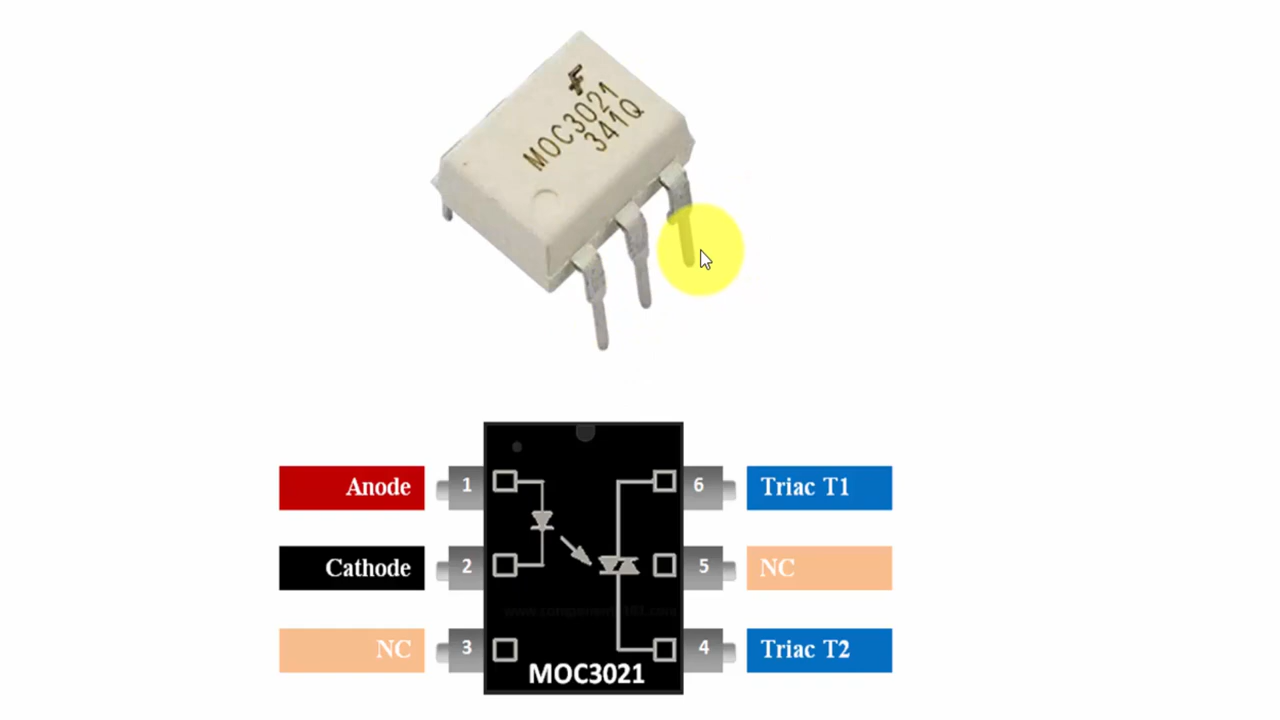 MOC3021
341Q
Anode
1
6
Triac T1
Cathode
2
5
NC
NC
3
4
Triac T2
MOC3021